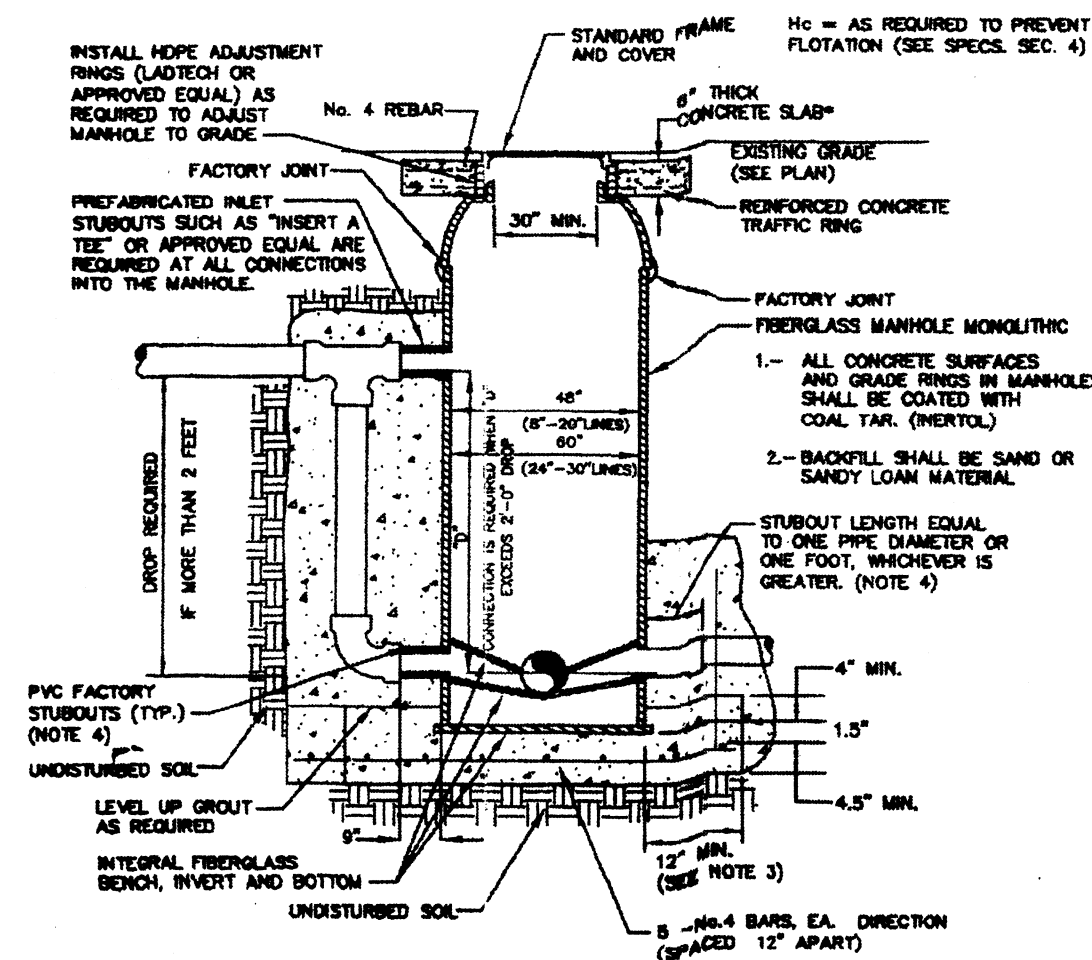 STANDARD FRAME
AND COVER
Hc = AS REQUIRED TO PREVENT
FLOTATION (SEE SPECS. SEC. 4)
INSTALL HDPE ADJUSTMENT
RINGS (LADTECH OR
APPROVED EQUAL) AS
REQUIRED TO ADJUST
MANHOLE TO GRADE
No. 4 REBAR
6" THICK
CONCRETE SLAB*
EXISTING GRADE
(SEE PLAN)
FACTORY JOINT
PREFABRICATED INLET
STUBOUTS SUCH AS "INSERT A
TEE" OR APPROVED EQUAL ARE
REQUIRED AT ALL CONNECTIONS
INTO THE MANHOLE.
30" MIN.
REINFORCED CONCRETE
TRAFFIC RING
FACTORY JOINT
FIBERGLASS MANHOLE MONOLITHIC
1.- ALL CONCRETE SURFACES
AND GRADE RINGS IN MANHOLES
SHALL BE COATED WITH
COAL TAR. (INERTOL)
2.- BACKFILL SHALL BE SAND OR
SANDY LOAM MATERIAL
48"
(8"-20"LINES)
60"
(24"-30"LINES)
DROP REQUIRED
IF MORE THAN 2 FEET
"D"
CONNECTION IS REQUIRED WHEN "D"
EXCEEDS 2'-0" DROP
STUBOUT LENGTH EQUAL
TO ONE PIPE DIAMETER OR
ONE FOOT, WHICHEVER IS
GREATER. (NOTE 4)
4" MIN.
1.5"
4.5" MIN.
PVC FACTORY
STUBOUTS (TYP.)
(NOTE 4)
UNDISTURBED SOIL
LEVEL UP GROUT
AS REQUIRED
9"
INTEGRAL FIBERGLASS
BENCH, INVERT AND BOTTOM
UNDISTURBED SOIL
12" MIN.
(SEE NOTE 3)
5 -No.4 BARS, EA. DIRECTION
(SPACED 12" APART)